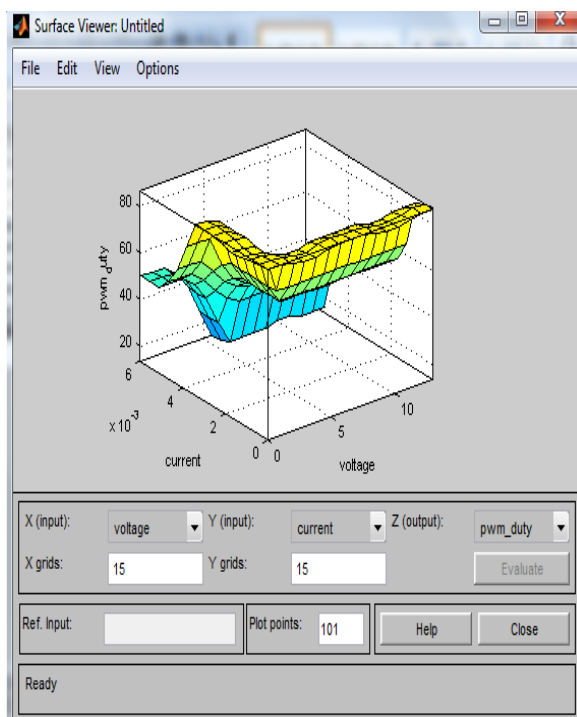 Surface Viewer: Untitled
File Edit View Options
80
60
40
20
pwm_duty
6
4
2
0
x 10^-3
current
0
5
10
voltage
X (input): voltage Y (input): current Z (output): pwm_duty
X grids: 15 Y grids: 15 Evaluate
Ref. Input: Plot points: 101 Help Close
Ready